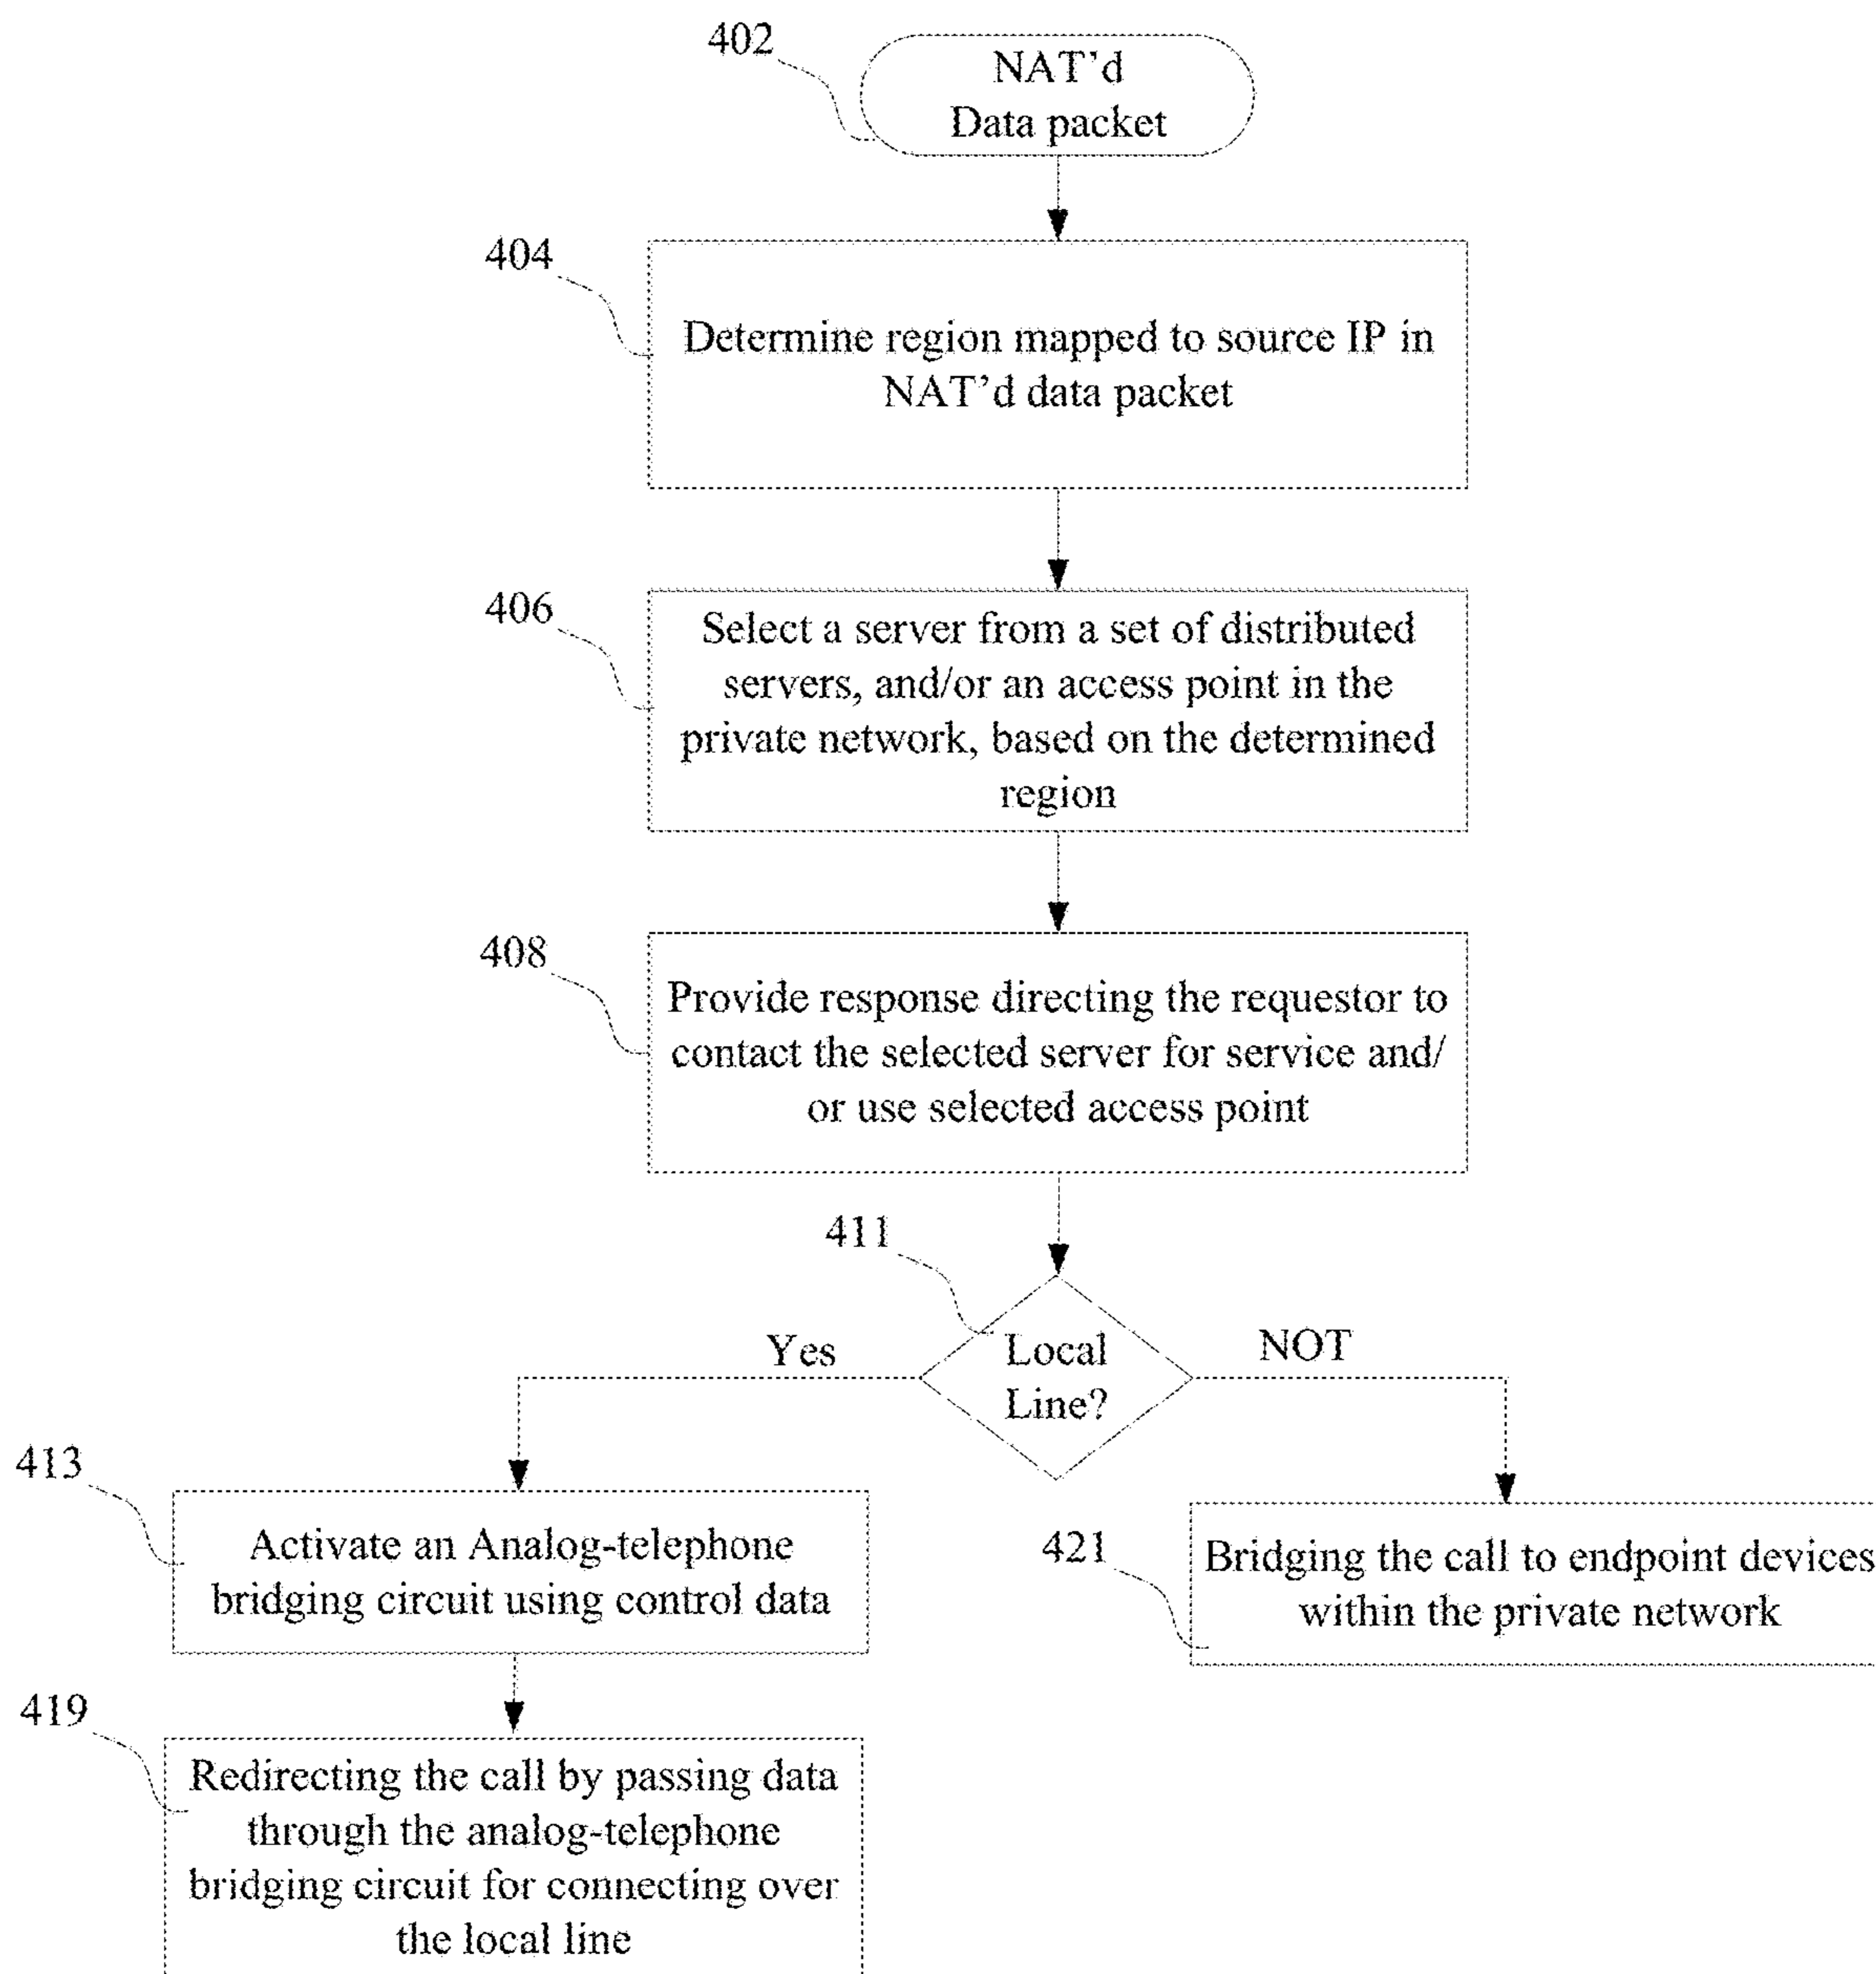 402
NAT'd
Data packet
404
Determine region mapped to source IP in
NAT'd data packet
406
Select a server from a set of distributed
servers, and/or an access point in the
private network, based on the determined
region
408
Provide response directing the requestor to
contact the selected server for service and/
or use selected access point
411
Local
Line?
Yes
NOT
413
Activate an Analog-telephone
bridging circuit using control data
421
Bridging the call to endpoint devices
within the private network
419
Redirecting the call by passing data
through the analog-telephone
bridging circuit for connecting over
the local line